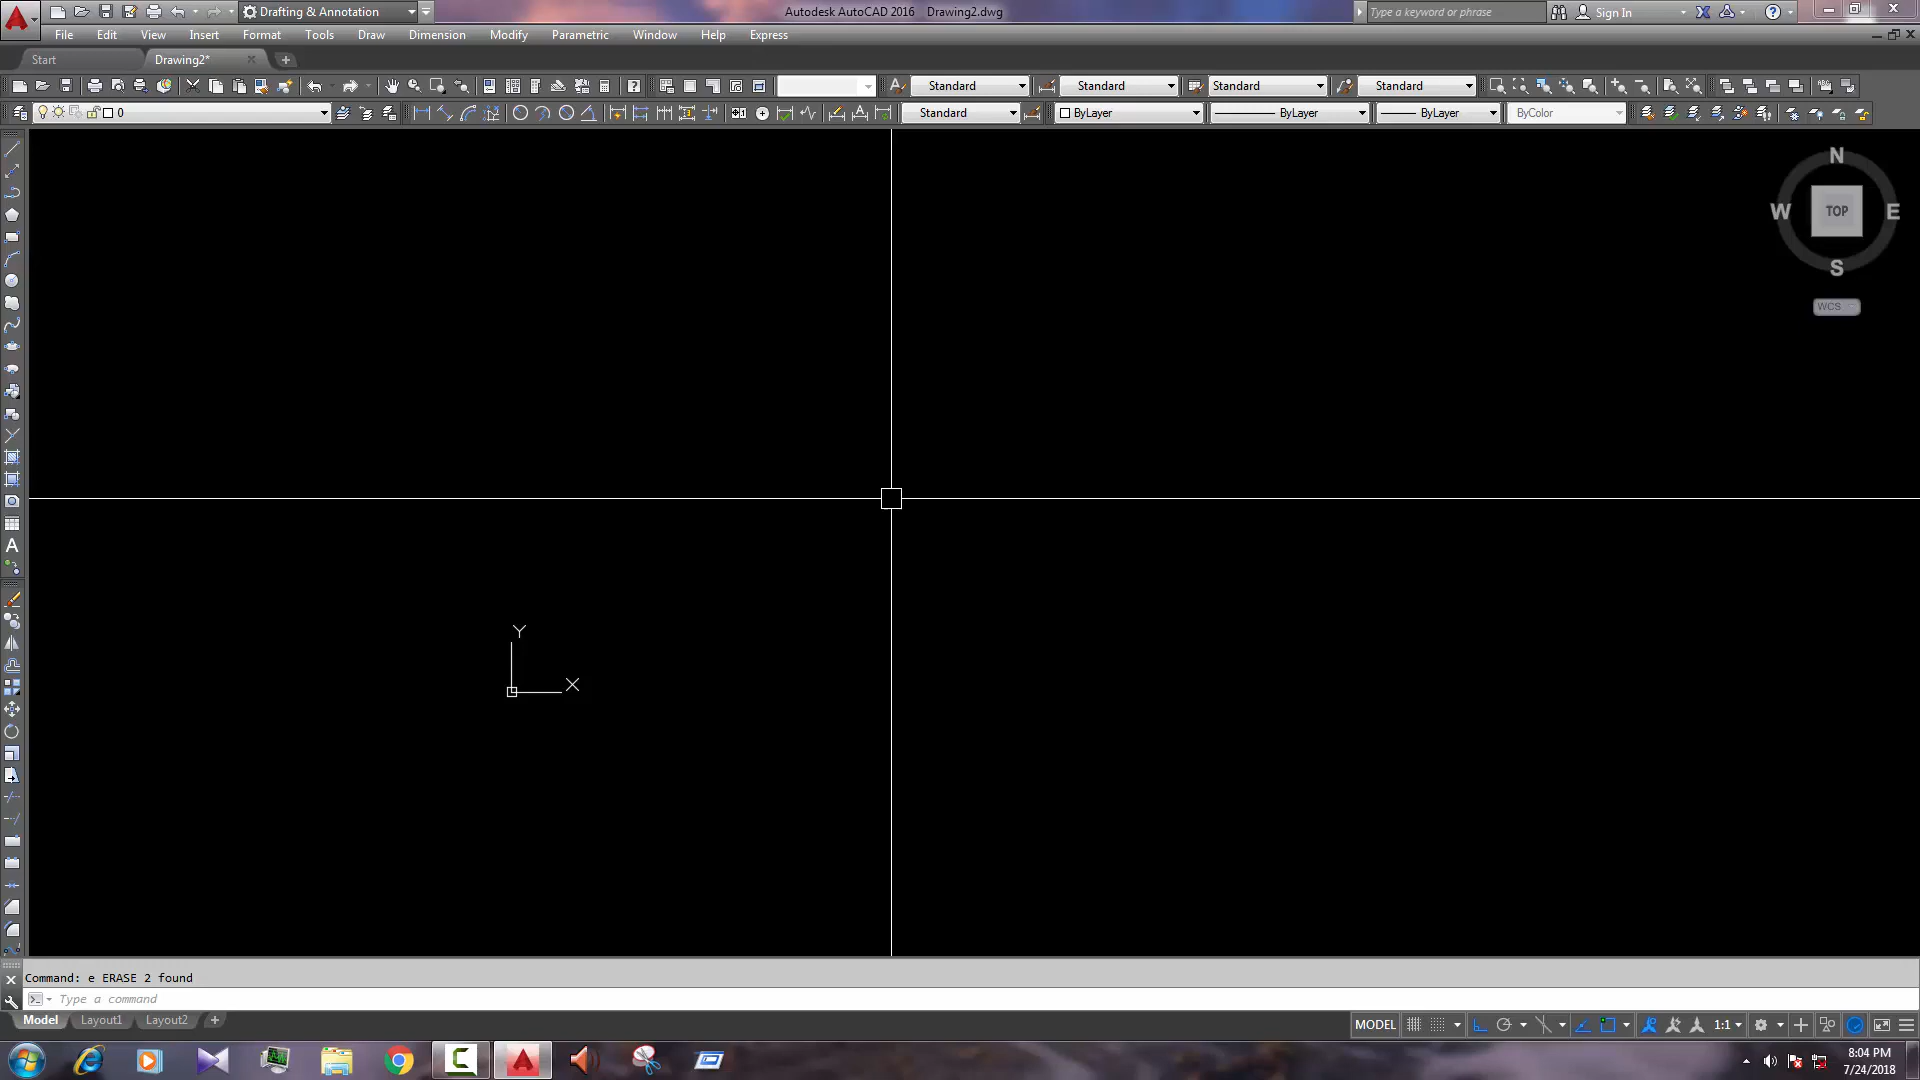 Drafting & Annotation
Autodesk AutoCAD 2016 Drawing2.dwg
Type a keyword or phrase
Sign In
File Edit View Insert Format Tools Draw Dimension Modify Parametric Window Help Express
Start
Drawing2*
Standard Standard Standard Standard
0
Standard
ByLayer
ByLayer
ByLayer
ByColor
N
W
TOP
E
S
WCS
Y
X
A
Command: e ERASE 2 found
Type a command
Model Layout1 Layout2
MODEL
1:1
8:04 PM
7/24/2018